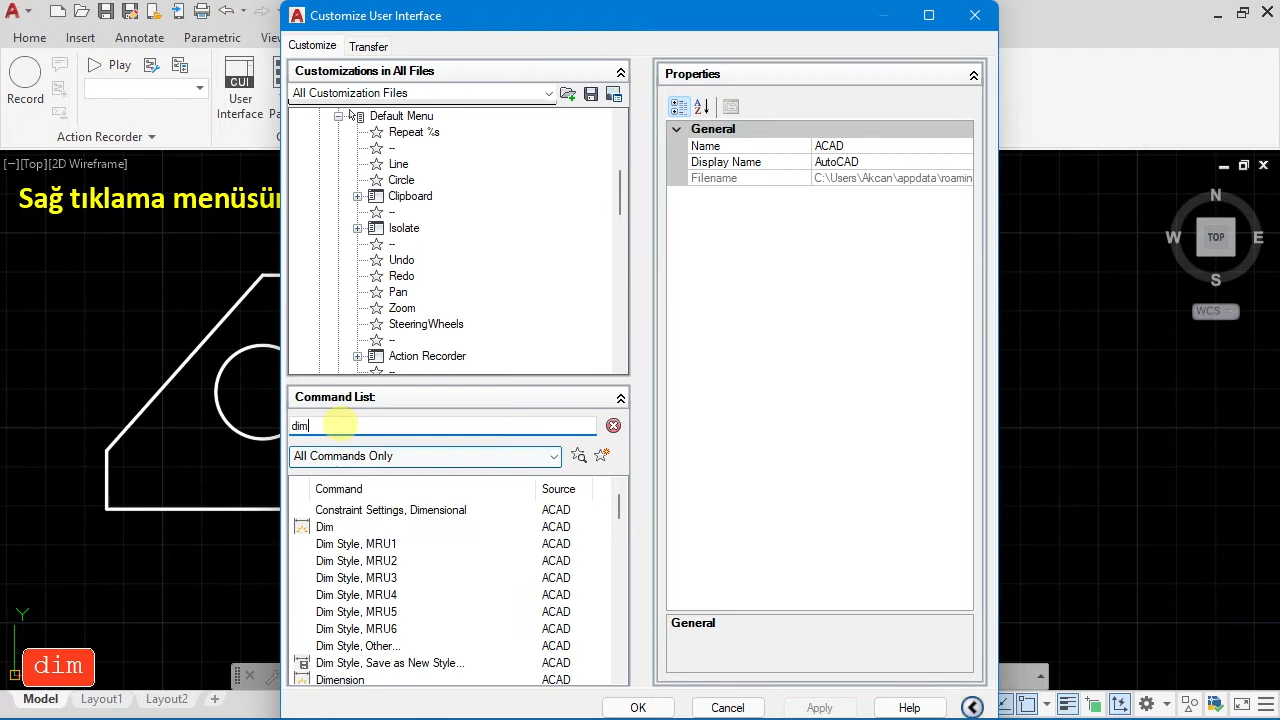 Customize User Interface
Home
Insert
Annotate
Parametric
Record
Play
CUI
User
Interface
Action Recorder
Customize
Transfer
Customizations in All Files
All Customization Files
Default Menu
Repeat %s
--
Line
Circle
Clipboard
--
Isolate
--
Undo
Redo
Pan
Zoom
SteeringWheels
--
Action Recorder
--
Command List:
dim
All Commands Only
Command Source
Constraint Settings, Dimensional ACAD
Dim ACAD
Dim Style, MRU1 ACAD
Dim Style, MRU2 ACAD
Dim Style, MRU3 ACAD
Dim Style, MRU4 ACAD
Dim Style, MRU5 ACAD
Dim Style, MRU6 ACAD
Dim Style, Other... ACAD
Dim Style, Save as New Style... ACAD
Dimension ACAD
Properties
General
Name ACAD
Display Name AutoCAD
Filename C:\Users\Akcan\appdata\roamin
General
OK
Cancel
Apply
Help
[−][Top][2D Wireframe]
Sağ tıklama
N
W
TOP
E
S
WCS
Y
dim
Model
Layout1
Layout2
+